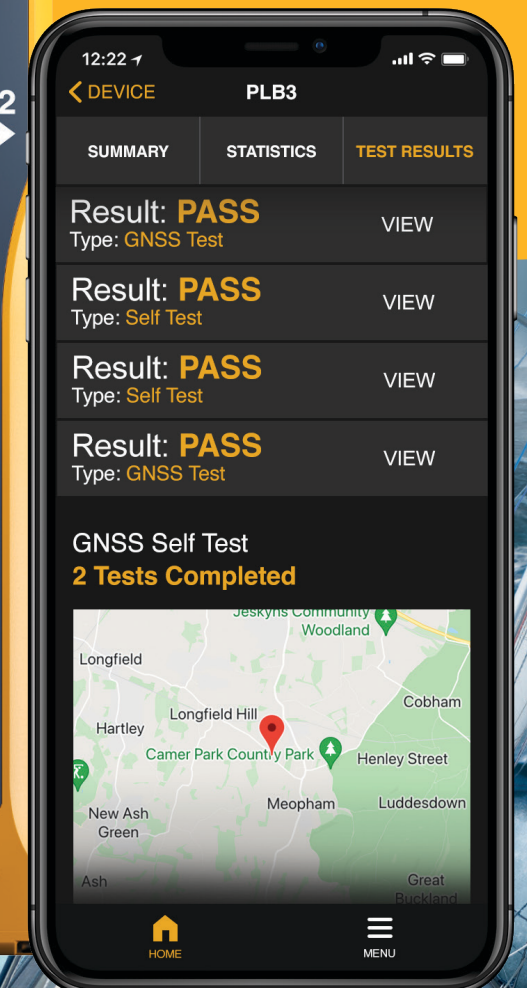 2
12:22
DEVICE
PLB3
SUMMARY
STATISTICS
TEST RESULTS
Result: PASS
VIEW
Type: GNSS Test
Result: PASS
VIEW
Type: Self Test
Result: PASS
VIEW
Type: Self Test
Result: PASS
VIEW
Type: GNSS Test
GNSS Self Test
2 Tests Completed
Jeskyns Community
Woodland
Longfield
Cobham
Longfield Hill
Hartley
Camer Park Country Park
Henley Street
Meopham
Luddesdown
New Ash
Green
Ash
Great
Buckland
HOME
MENU